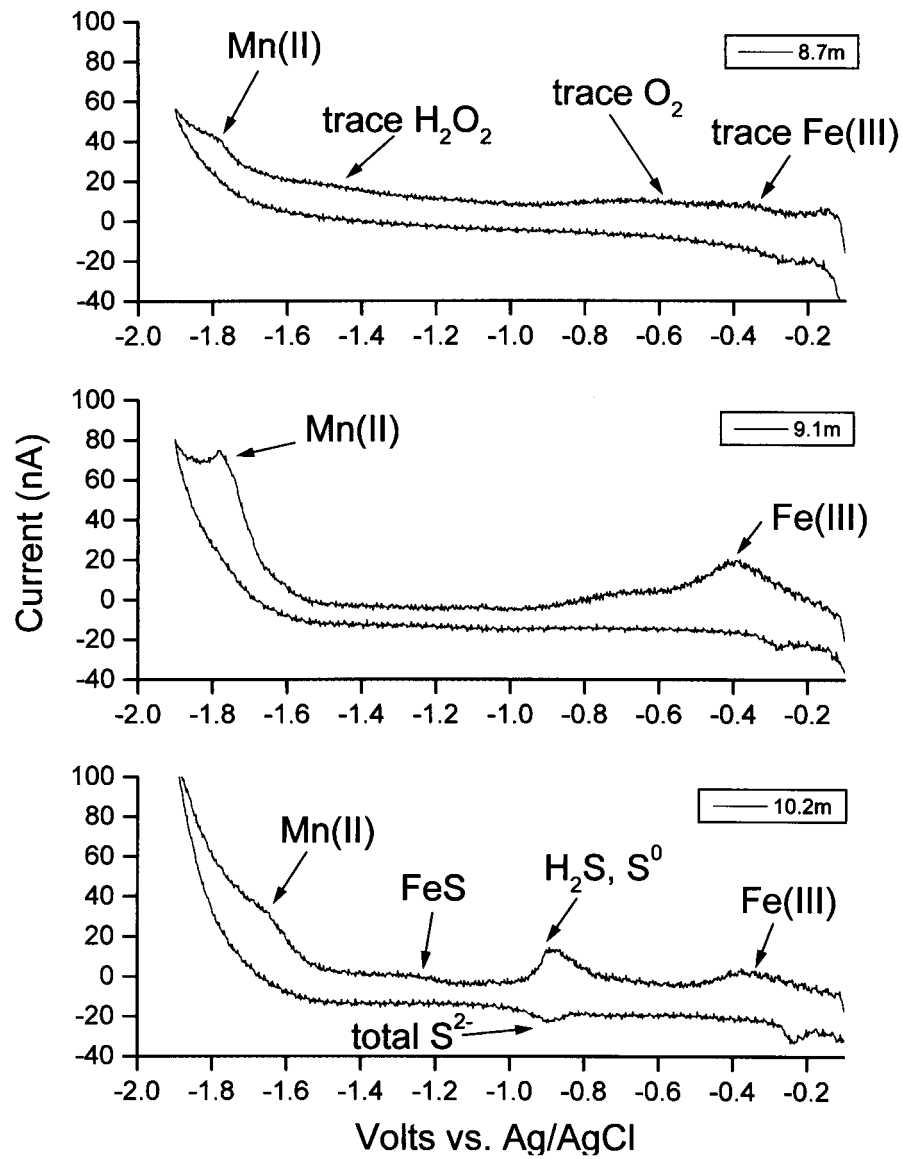 100
80
60
40
20
0
-20
-40
Mn(II)
trace H₂O₂
trace O₂
trace Fe(III)
8.7m
-2.0 -1.8 -1.6 -1.4 -1.2 -1.0 -0.8 -0.6 -0.4 -0.2
100
80
60
40
20
0
-20
-40
Mn(II)
Fe(III)
9.1m
-2.0 -1.8 -1.6 -1.4 -1.2 -1.0 -0.8 -0.6 -0.4 -0.2
Current (nA)
100
80
60
40
20
0
-20
-40
Mn(II)
FeS
H₂S, S⁰
Fe(III)
total S²⁻
10.2m
-2.0 -1.8 -1.6 -1.4 -1.2 -1.0 -0.8 -0.6 -0.4 -0.2
Volts vs. Ag/AgCl